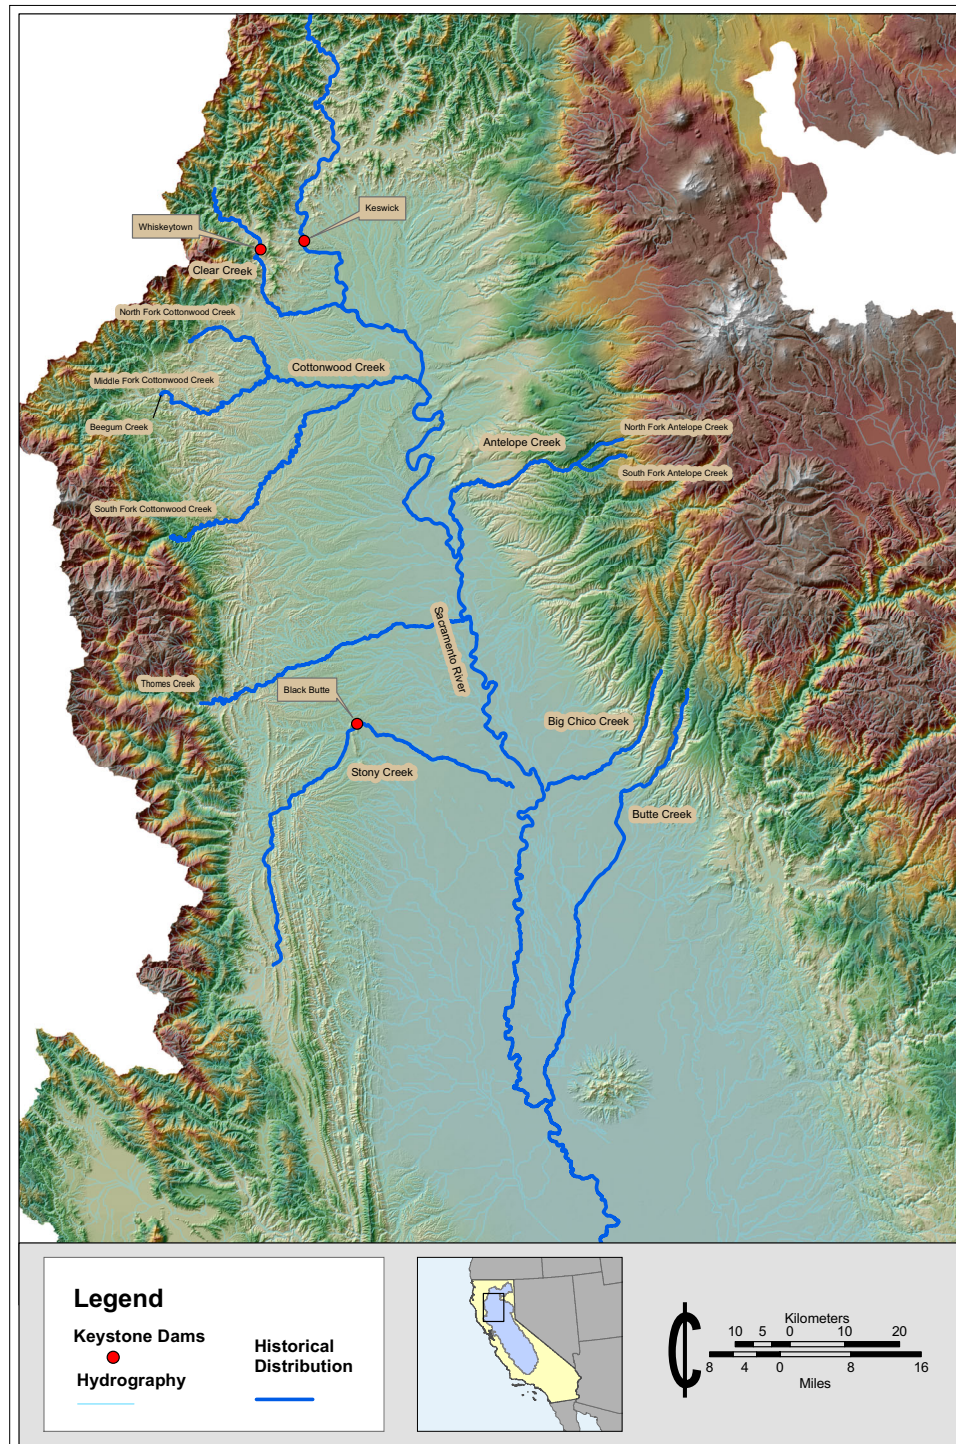 Keswick
Whiskeytown
Clear Creek
North Fork Cottonwood Creek
Cottonwood Creek
Middle Fork Cottonwood Creek
Beegum Creek
North Fork Antelope Creek
Antelope Creek
South Fork Antelope Creek
South Fork Cottonwood Creek
Sacramento River
Thomes Creek
Black Butte
Big Chico Creek
Stony Creek
Butte Creek
Legend
Keystone Dams
Hydrography
Historical
Distribution
Kilometers
10 5 0 10 20
8 4 0 8 16
Miles